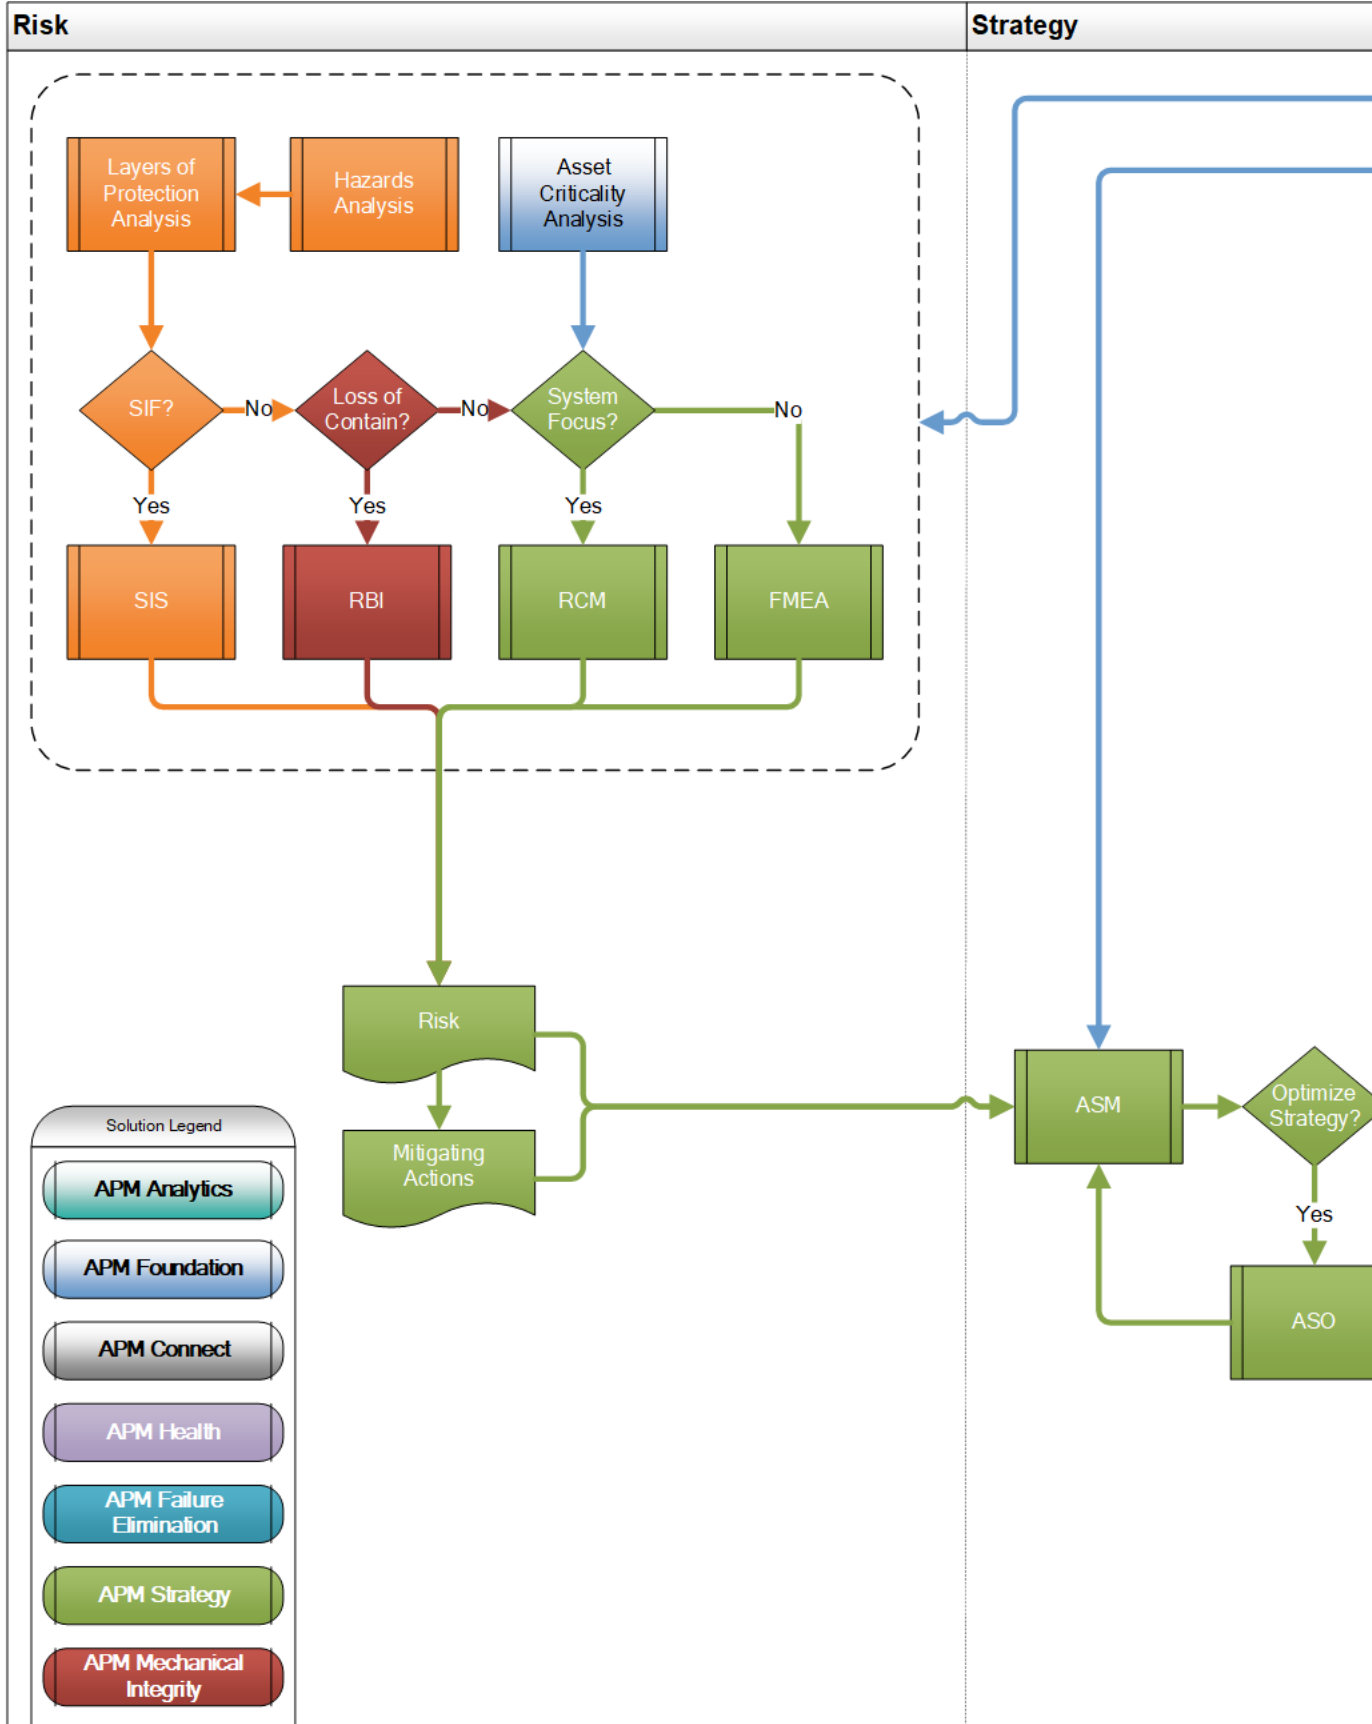 Risk
Strategy
Layers of
Protection
Analysis
Hazards
Analysis
Asset
Criticality
Analysis
SIF?
No
Loss of
Contain?
No
System
Focus?
No
Yes
Yes
Yes
SIS
RBI
RCM
FMEA
Risk
Mitigating
Actions
ASM
Optimize
Strategy?
Yes
ASO
Solution Legend
APM Analytics
APM Foundation
APM Connect
APM Health
APM Failure
Elimination
APM Strategy
APM Mechanical
Integrity